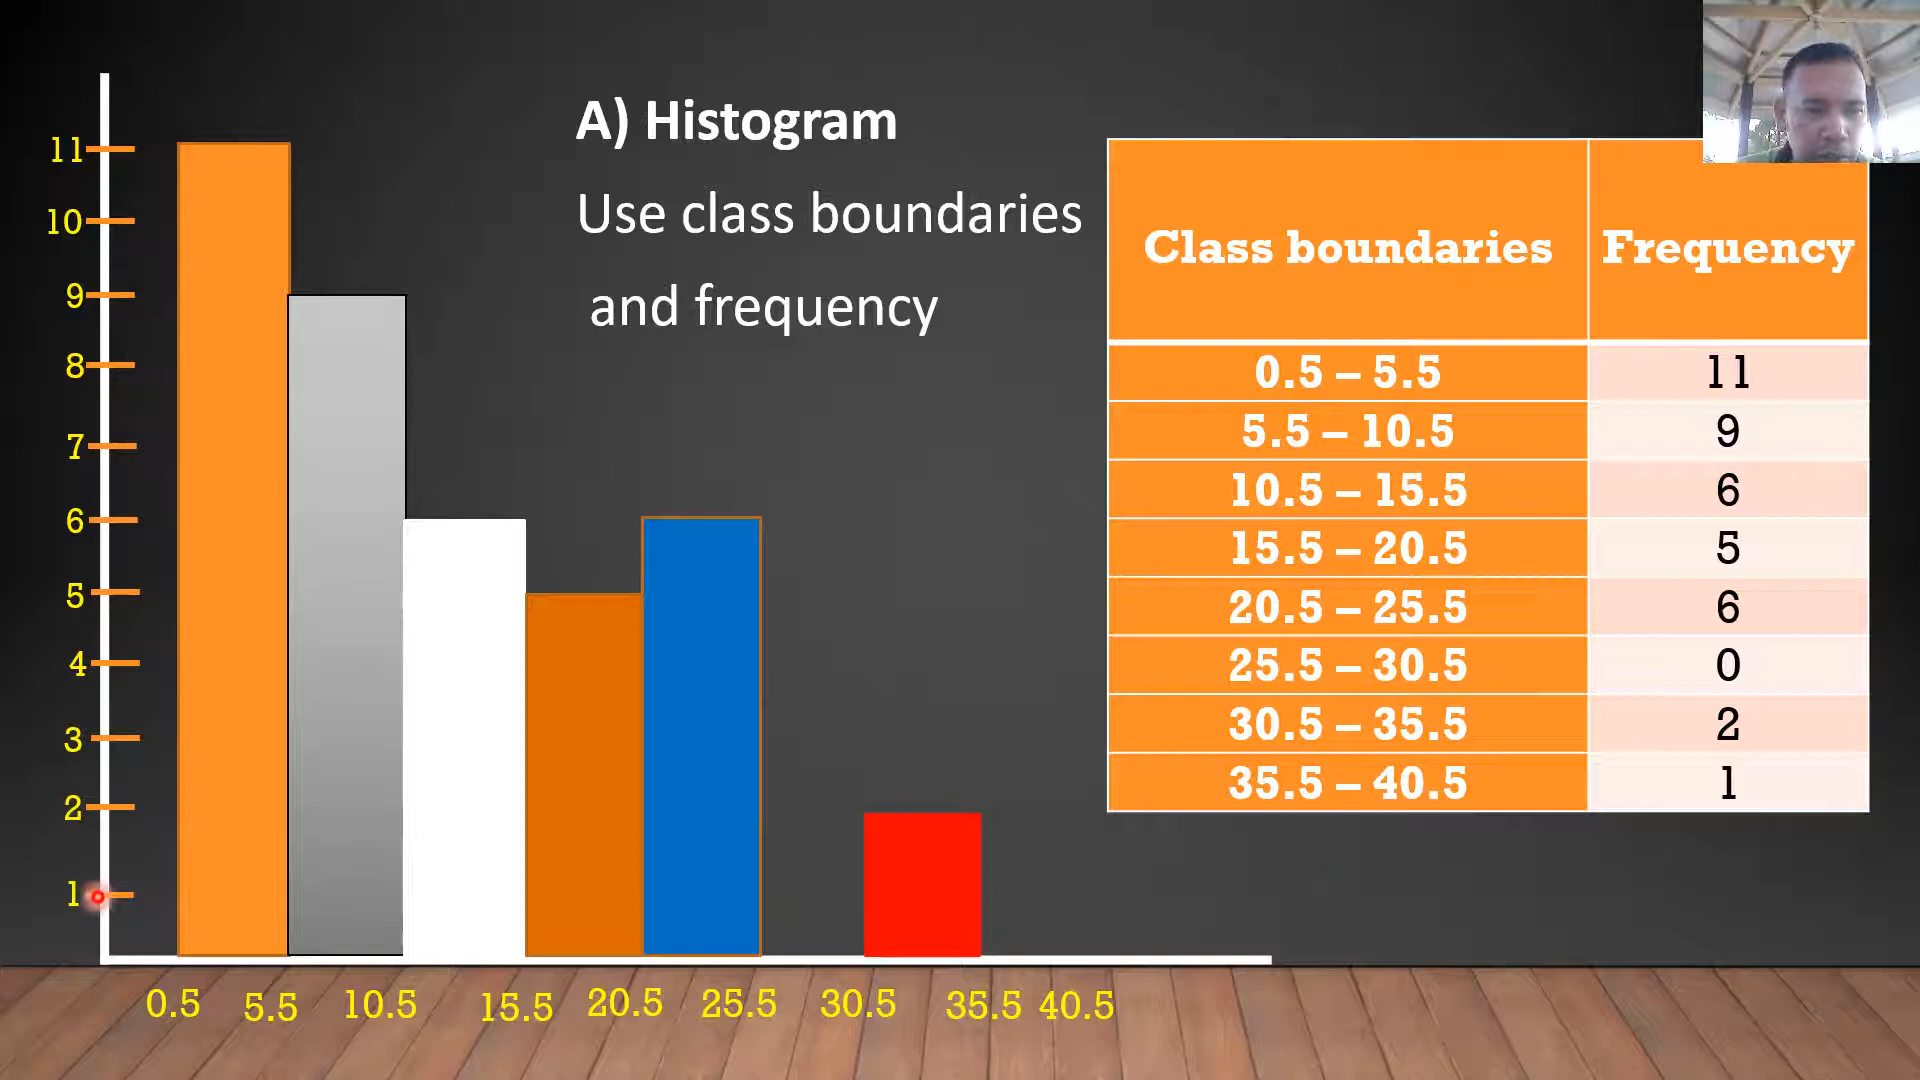 A) Histogram
Use class boundaries
and frequency
11
10
9
8
7
6
5
4
3
2
1
0.5 5.5 10.5 15.5 20.5 25.5 30.5 35.5 40.5
Class boundaries Frequency
0.5 – 5.5 11
5.5 – 10.5 9
10.5 – 15.5 6
15.5 – 20.5 5
20.5 – 25.5 6
25.5 – 30.5 0
30.5 – 35.5 2
35.5 – 40.5 1